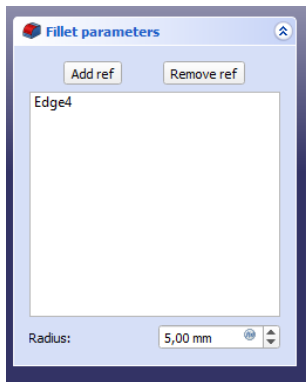 Fillet parameters
Add ref Remove ref
Edge4
Radius: 5,00 mm